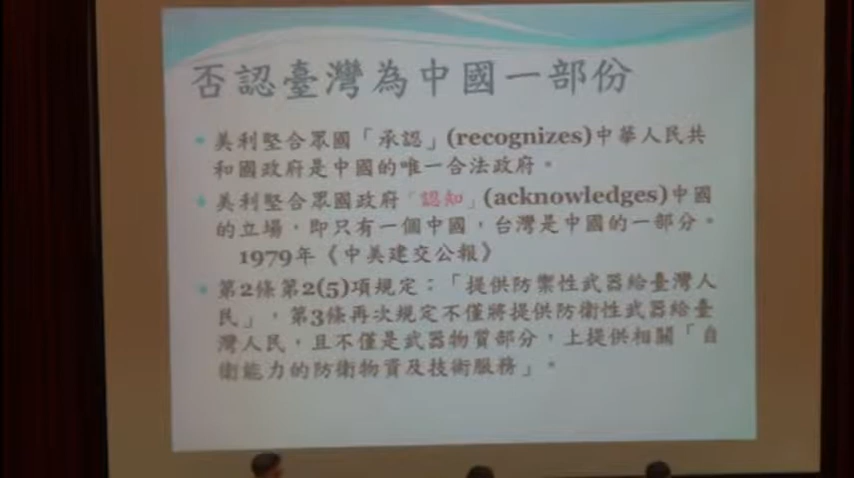 否認臺灣為中國一部份
美利堅合眾國「承認」(recognizes)中華人民共
和國政府是中國的唯一合法政府。
美利堅合眾國政府「認知」(acknowledges)中國
的立場，即只有一個中國，台灣是中國的一部分。
1979年《中美建交公報》
第2條第2(5)項規定：「提供防禦性武器給臺灣人
民」，第3條再次規定不僅將提供防衛性武器給臺
灣人民，且不僅是武器物質部分，上提供相關「自
衛能力的防衛物資及技術服務」。